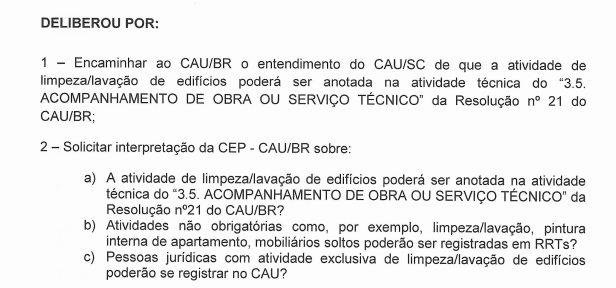 DELIBEROU POR:
1 – Encaminhar ao CAU/BR o entendimento do CAU/SC de que a atividade de
limpeza/lavação de edifícios poderá ser anotada na atividade técnica do "3.5.
ACOMPANHAMENTO DE OBRA OU SERVIÇO TÉCNICO" da Resolução nº 21 do
CAU/BR;
2 – Solicitar interpretação da CEP - CAU/BR sobre:
a) A atividade de limpeza/lavação de edifícios poderá ser anotada na atividade
técnica do "3.5. ACOMPANHAMENTO DE OBRA OU SERVIÇO TÉCNICO" da
Resolução nº21 do CAU/BR?
b) Atividades não obrigatórias como, por exemplo, limpeza/lavação, pintura
interna de apartamento, mobiliários soltos poderão ser registradas em RRTs?
c) Pessoas jurídicas com atividade exclusiva de limpeza/lavação de edifícios
poderão se registrar no CAU?